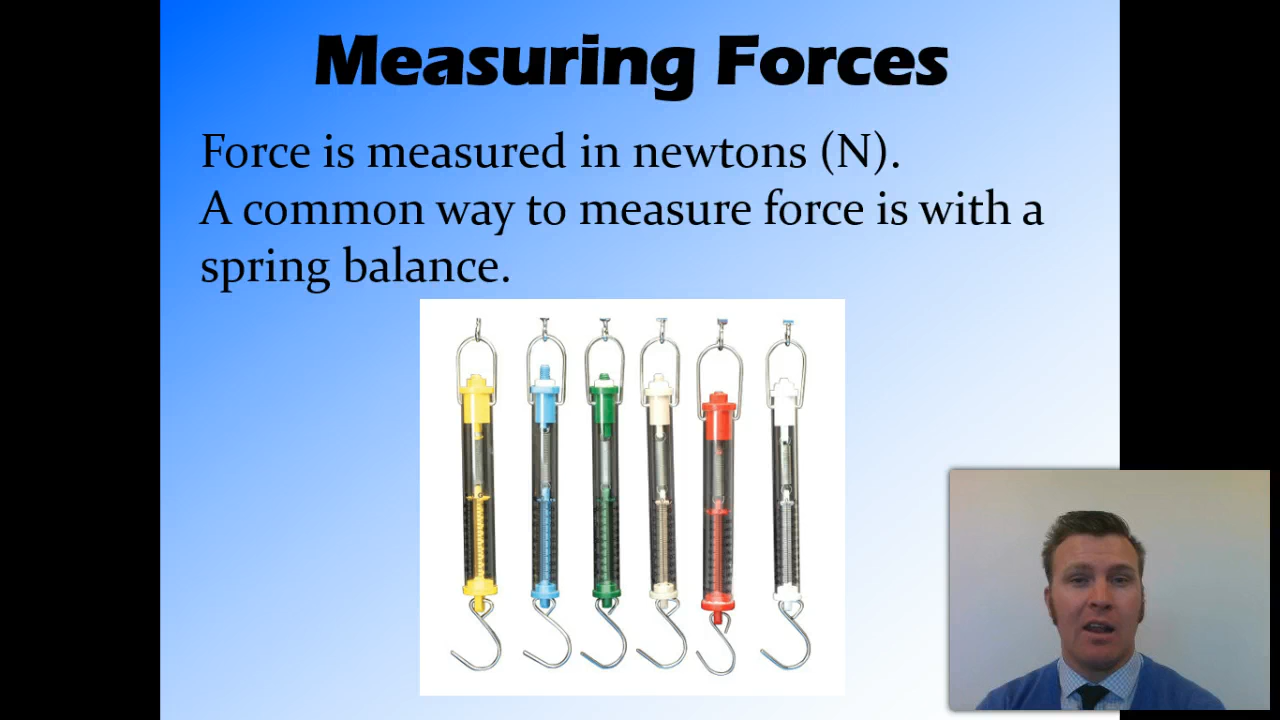 Measuring Forces
Force is measured in newtons (N).
A common way to measure force is with a
spring balance.